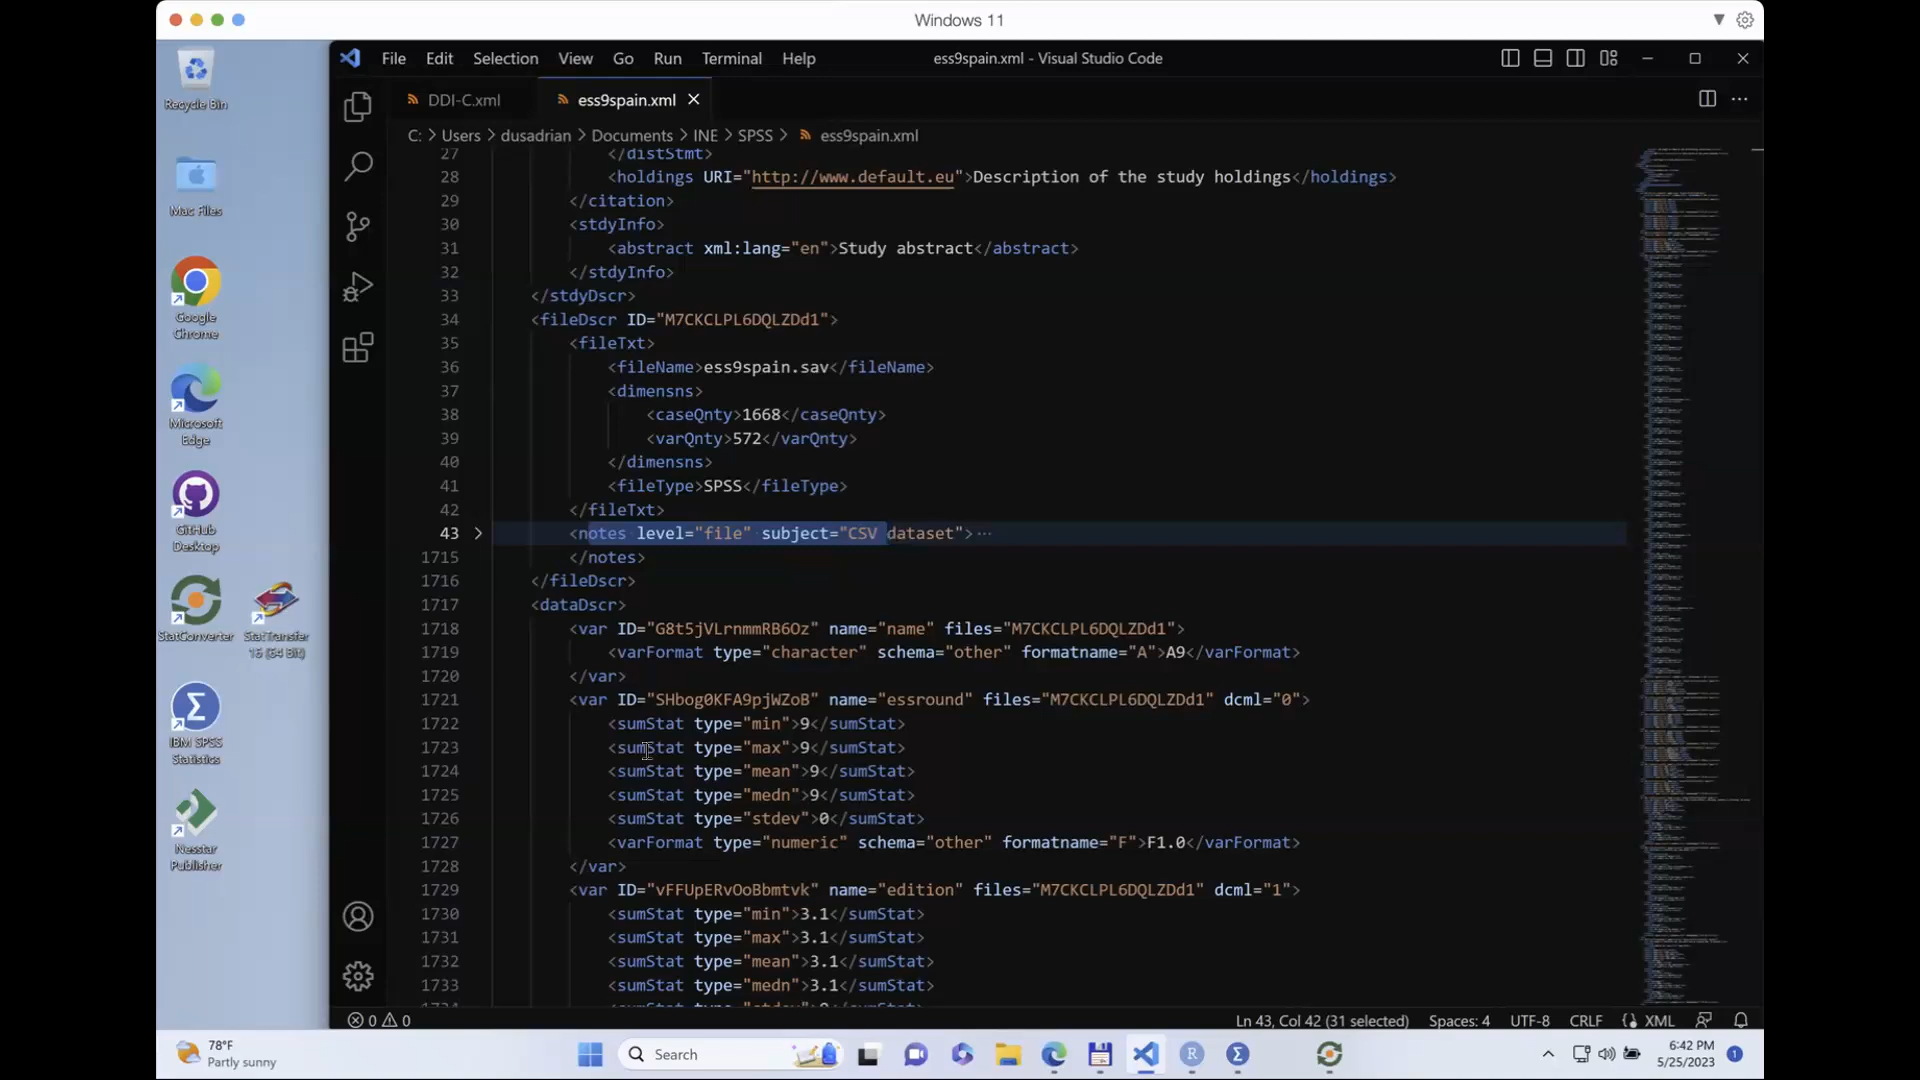 Windows 11
Recycle Bin
Mac Files
Google
Chrome
Microsoft
Edge
GitHub
Desktop
StatConverter
StatTransfer
16 (64 Bit)
IBM SPSS
Statistics
Nesstar
Publisher
File Edit Selection View Go Run Terminal Help
ess9spain.xml - Visual Studio Code
DDI-C.xml
ess9spain.xml
C: > Users > dusadrian > Documents > INE > SPSS > ess9spain.xml
27 </distStmt>
28 <holdings URI="http://www.default.eu">Description of the study holdings</holdings>
29 </citation>
30 <stdyInfo>
31 <abstract xml:lang="en">Study abstract</abstract>
32 </stdyInfo>
33 </stdyDscr>
34 <fileDscr ID="M7CKCLPL6DQLZDd1">
35 <fileTxt>
36 <fileName>ess9spain.sav</fileName>
37 <dimensns>
38 <caseQnty>1668</caseQnty>
39 <varQnty>572</varQnty>
40 </dimensns>
41 <fileType>SPSS</fileType>
42 </fileTxt>
43 <notes level="file" subject="CSV dataset">···
1715 </notes>
1716 </fileDscr>
1717 <dataDscr>
1718 <var ID="G8t5jVLrnmmRB6Oz" name="name" files="M7CKCLPL6DQLZDd1">
1719 <varFormat type="character" schema="other" formatname="A">A9</varFormat>
1720 </var>
1721 <var ID="SHbog0KFA9pjWZoB" name="essround" files="M7CKCLPL6DQLZDd1" dcml="0">
1722 <sumStat type="min">9</sumStat>
1723 <sumStat type="max">9</sumStat>
1724 <sumStat type="mean">9</sumStat>
1725 <sumStat type="medn">9</sumStat>
1726 <sumStat type="stdev">0</sumStat>
1727 <varFormat type="numeric" schema="other" formatname="F">F1.0</varFormat>
1728 </var>
1729 <var ID="vFFUpERvOoBbmtvk" name="edition" files="M7CKCLPL6DQLZDd1" dcml="1">
1730 <sumStat type="min">3.1</sumStat>
1731 <sumStat type="max">3.1</sumStat>
1732 <sumStat type="mean">3.1</sumStat>
1733 <sumStat type="medn">3.1</sumStat>
0 0
Ln 43, Col 42 (31 selected) Spaces: 4 UTF-8 CRLF XML
78°F
Partly sunny
Search
6:42 PM
5/25/2023
1